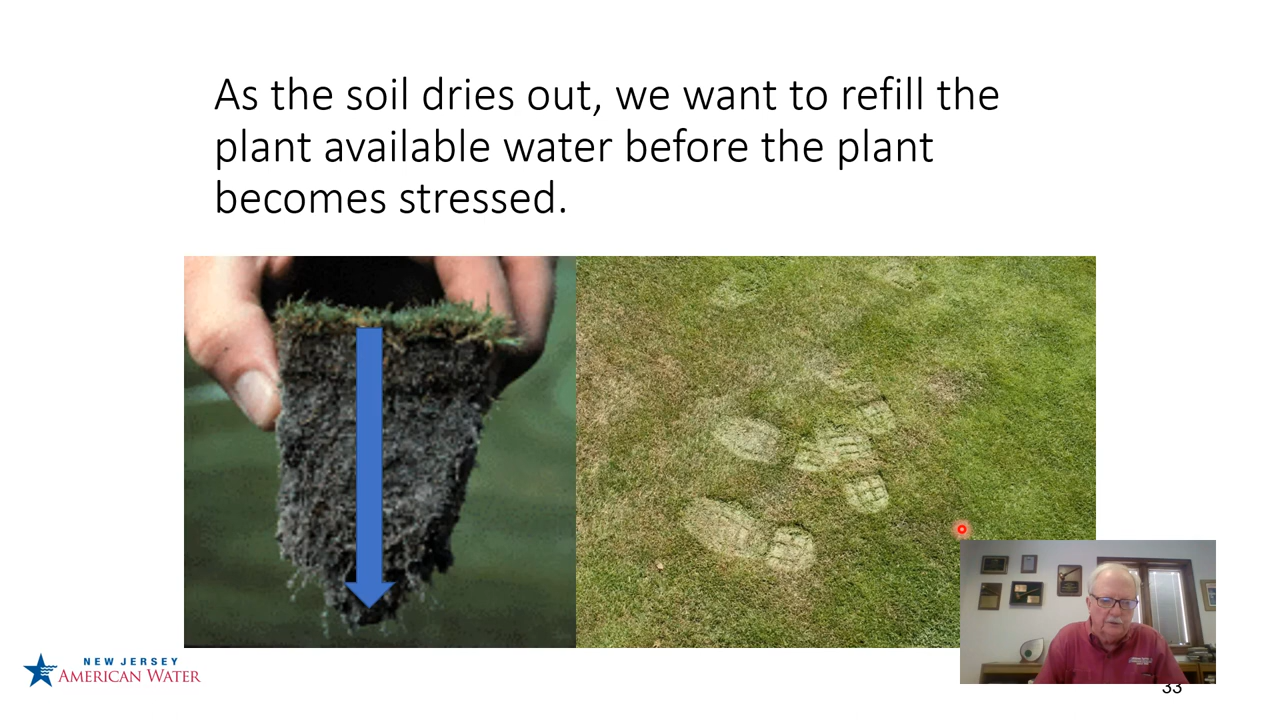 As the soil dries out, we want to refill the
plant available water before the plant
becomes stressed.
NEW JERSEY
AMERICAN WATER
33